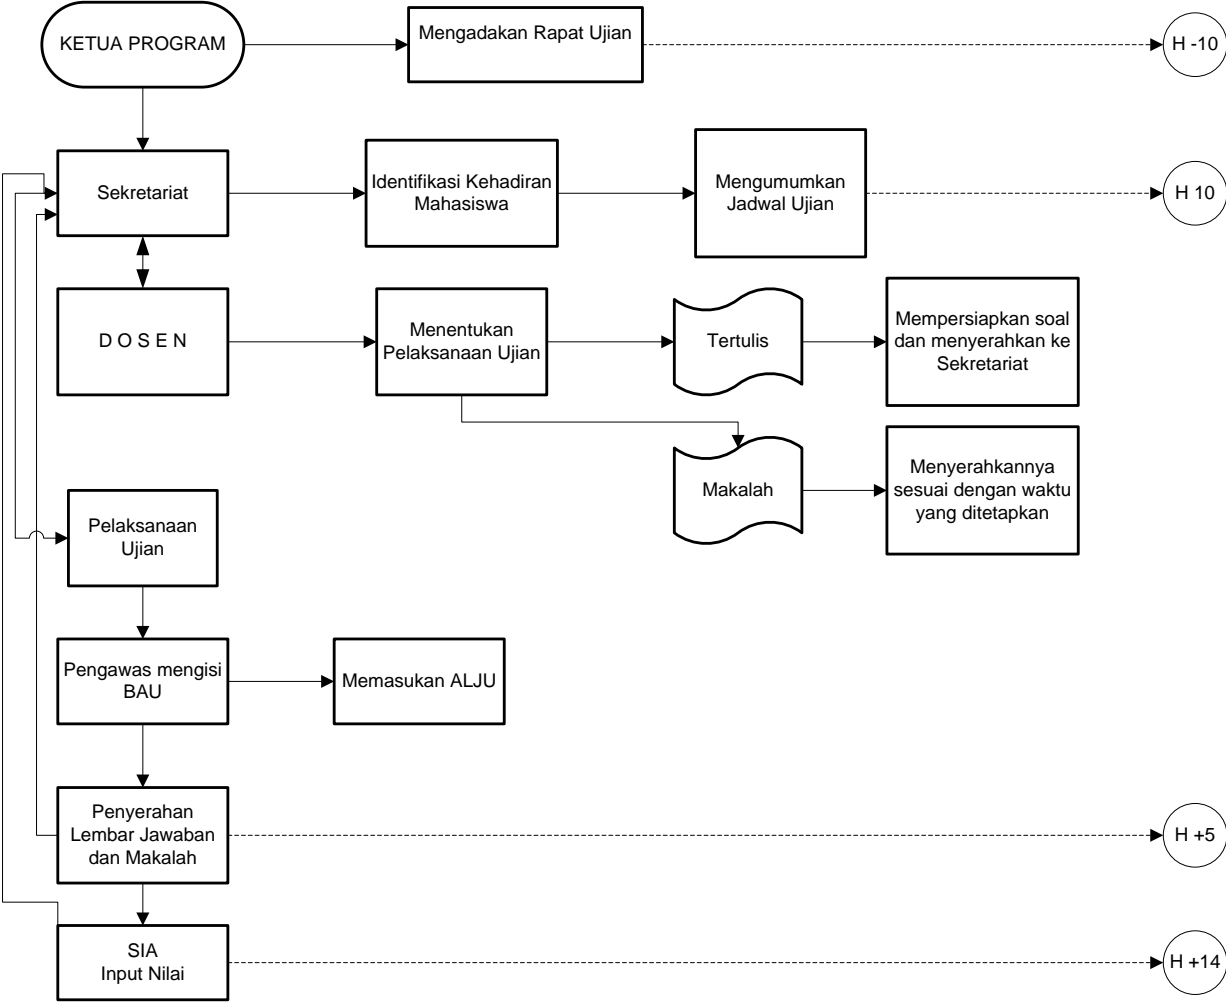 KETUA PROGRAM
Mengadakan Rapat Ujian
H -10
Sekretariat
Identifikasi Kehadiran
Mahasiswa
Mengumumkan
Jadwal Ujian
H 10
D O S E N
Menentukan
Pelaksanaan Ujian
Tertulis
Mempersiapkan soal
dan menyerahkan ke
Sekretariat
Makalah
Menyerahkannya
sesuai dengan waktu
yang ditetapkan
Pelaksanaan
Ujian
Pengawas mengisi
BAU
Memasukan ALJU
Penyerahan
Lembar Jawaban
dan Makalah
H +5
SIA
Input Nilai
H +14